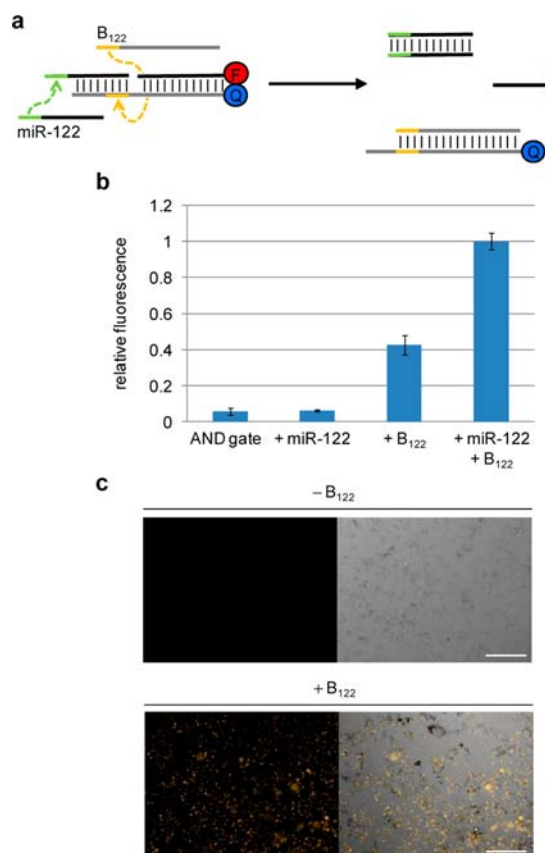 a
B122
F
Q
miR-122
Q
b
relative fluorescence
1.2
1
0.8
0.6
0.4
0.2
0
AND gate
+ miR-122
+ B122
+ miR-122
+ B122
c
– B122
+ B122